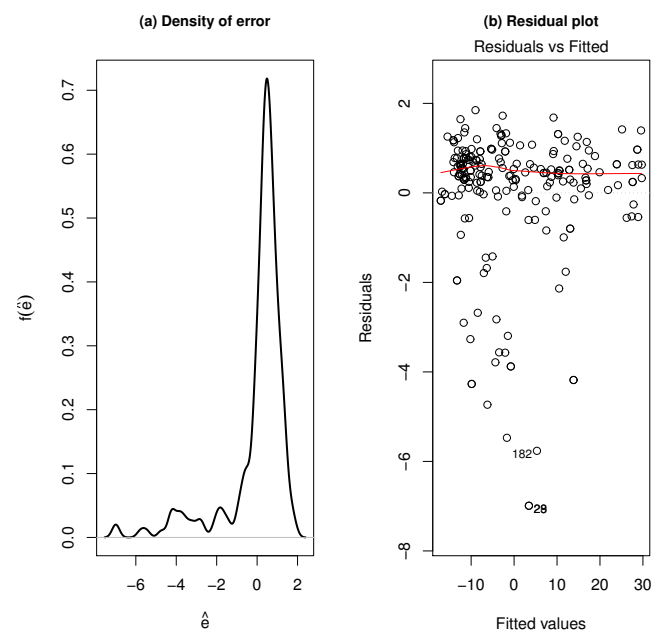 (a) Density of error
0.7
0.6
0.5
0.4
0.3
0.2
0.1
0.0
f(ê)
−6 −4 −2 0 2
ê
(b) Residual plot
Residuals vs Fitted
2
0
−2
−4
−6
−8
Residuals
182
−10 0 10 20 30
Fitted values